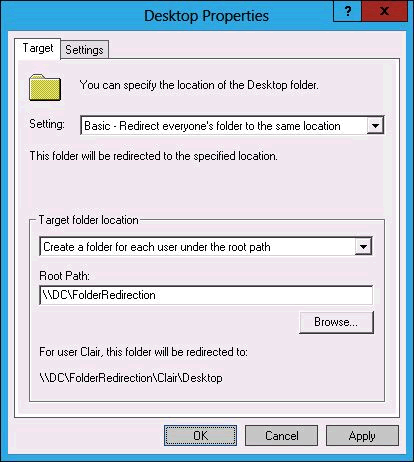 Desktop Properties
? x
Target Settings
You can specify the location of the Desktop folder.
Setting: Basic - Redirect everyone's folder to the same location
This folder will be redirected to the specified location.
Target folder location
Create a folder for each user under the root path
Root Path:
\\DC\FolderRedirection
Browse...
For user Clair, this folder will be redirected to:
\\DC\FolderRedirection\Clair\Desktop
OK Cancel Apply